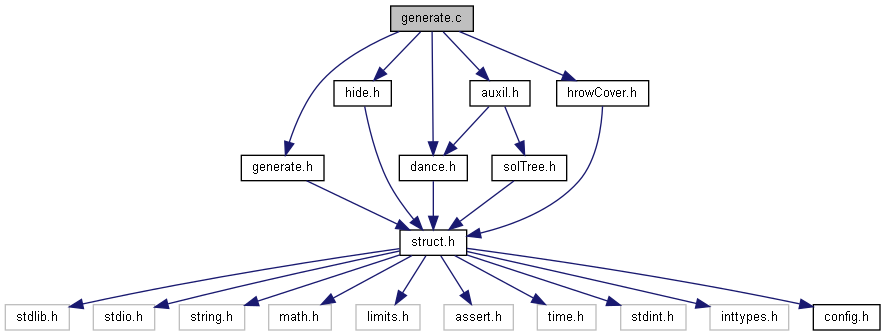 generate.c
hide.h
auxil.h
hrowCover.h
generate.h
dance.h
solTree.h
struct.h
stdlib.h
stdio.h
string.h
math.h
limits.h
assert.h
time.h
stdint.h
inttypes.h
config.h